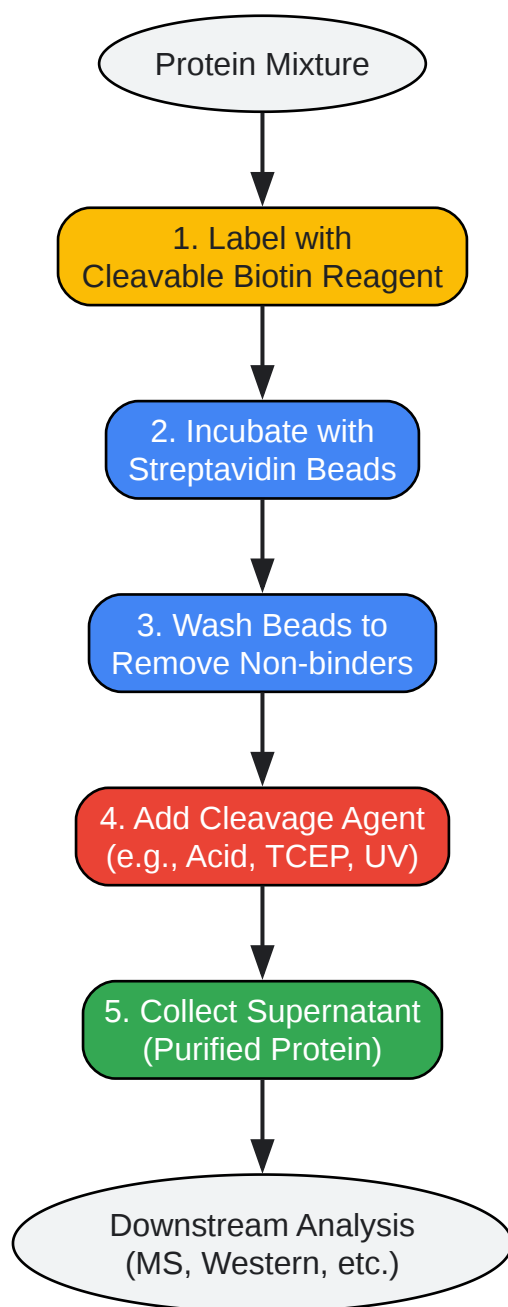 Protein Mixture
1. Label with
Cleavable Biotin Reagent
2. Incubate with
Streptavidin Beads
3. Wash Beads to
Remove Non-binders
4. Add Cleavage Agent
(e.g., Acid, TCEP, UV)
5. Collect Supernatant
(Purified Protein)
Downstream Analysis
(MS, Western, etc.)